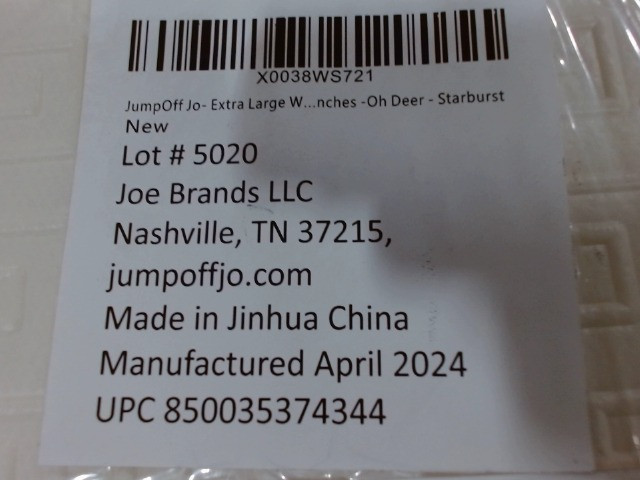 X0038WS721
JumpOff Jo- Extra Large W...nches -Oh Deer - Starburst
New
Lot # 5020
Joe Brands LLC
Nashville, TN 37215,
jumpoffjo.com
Made in Jinhua China
Manufactured April 2024
UPC 850035374344